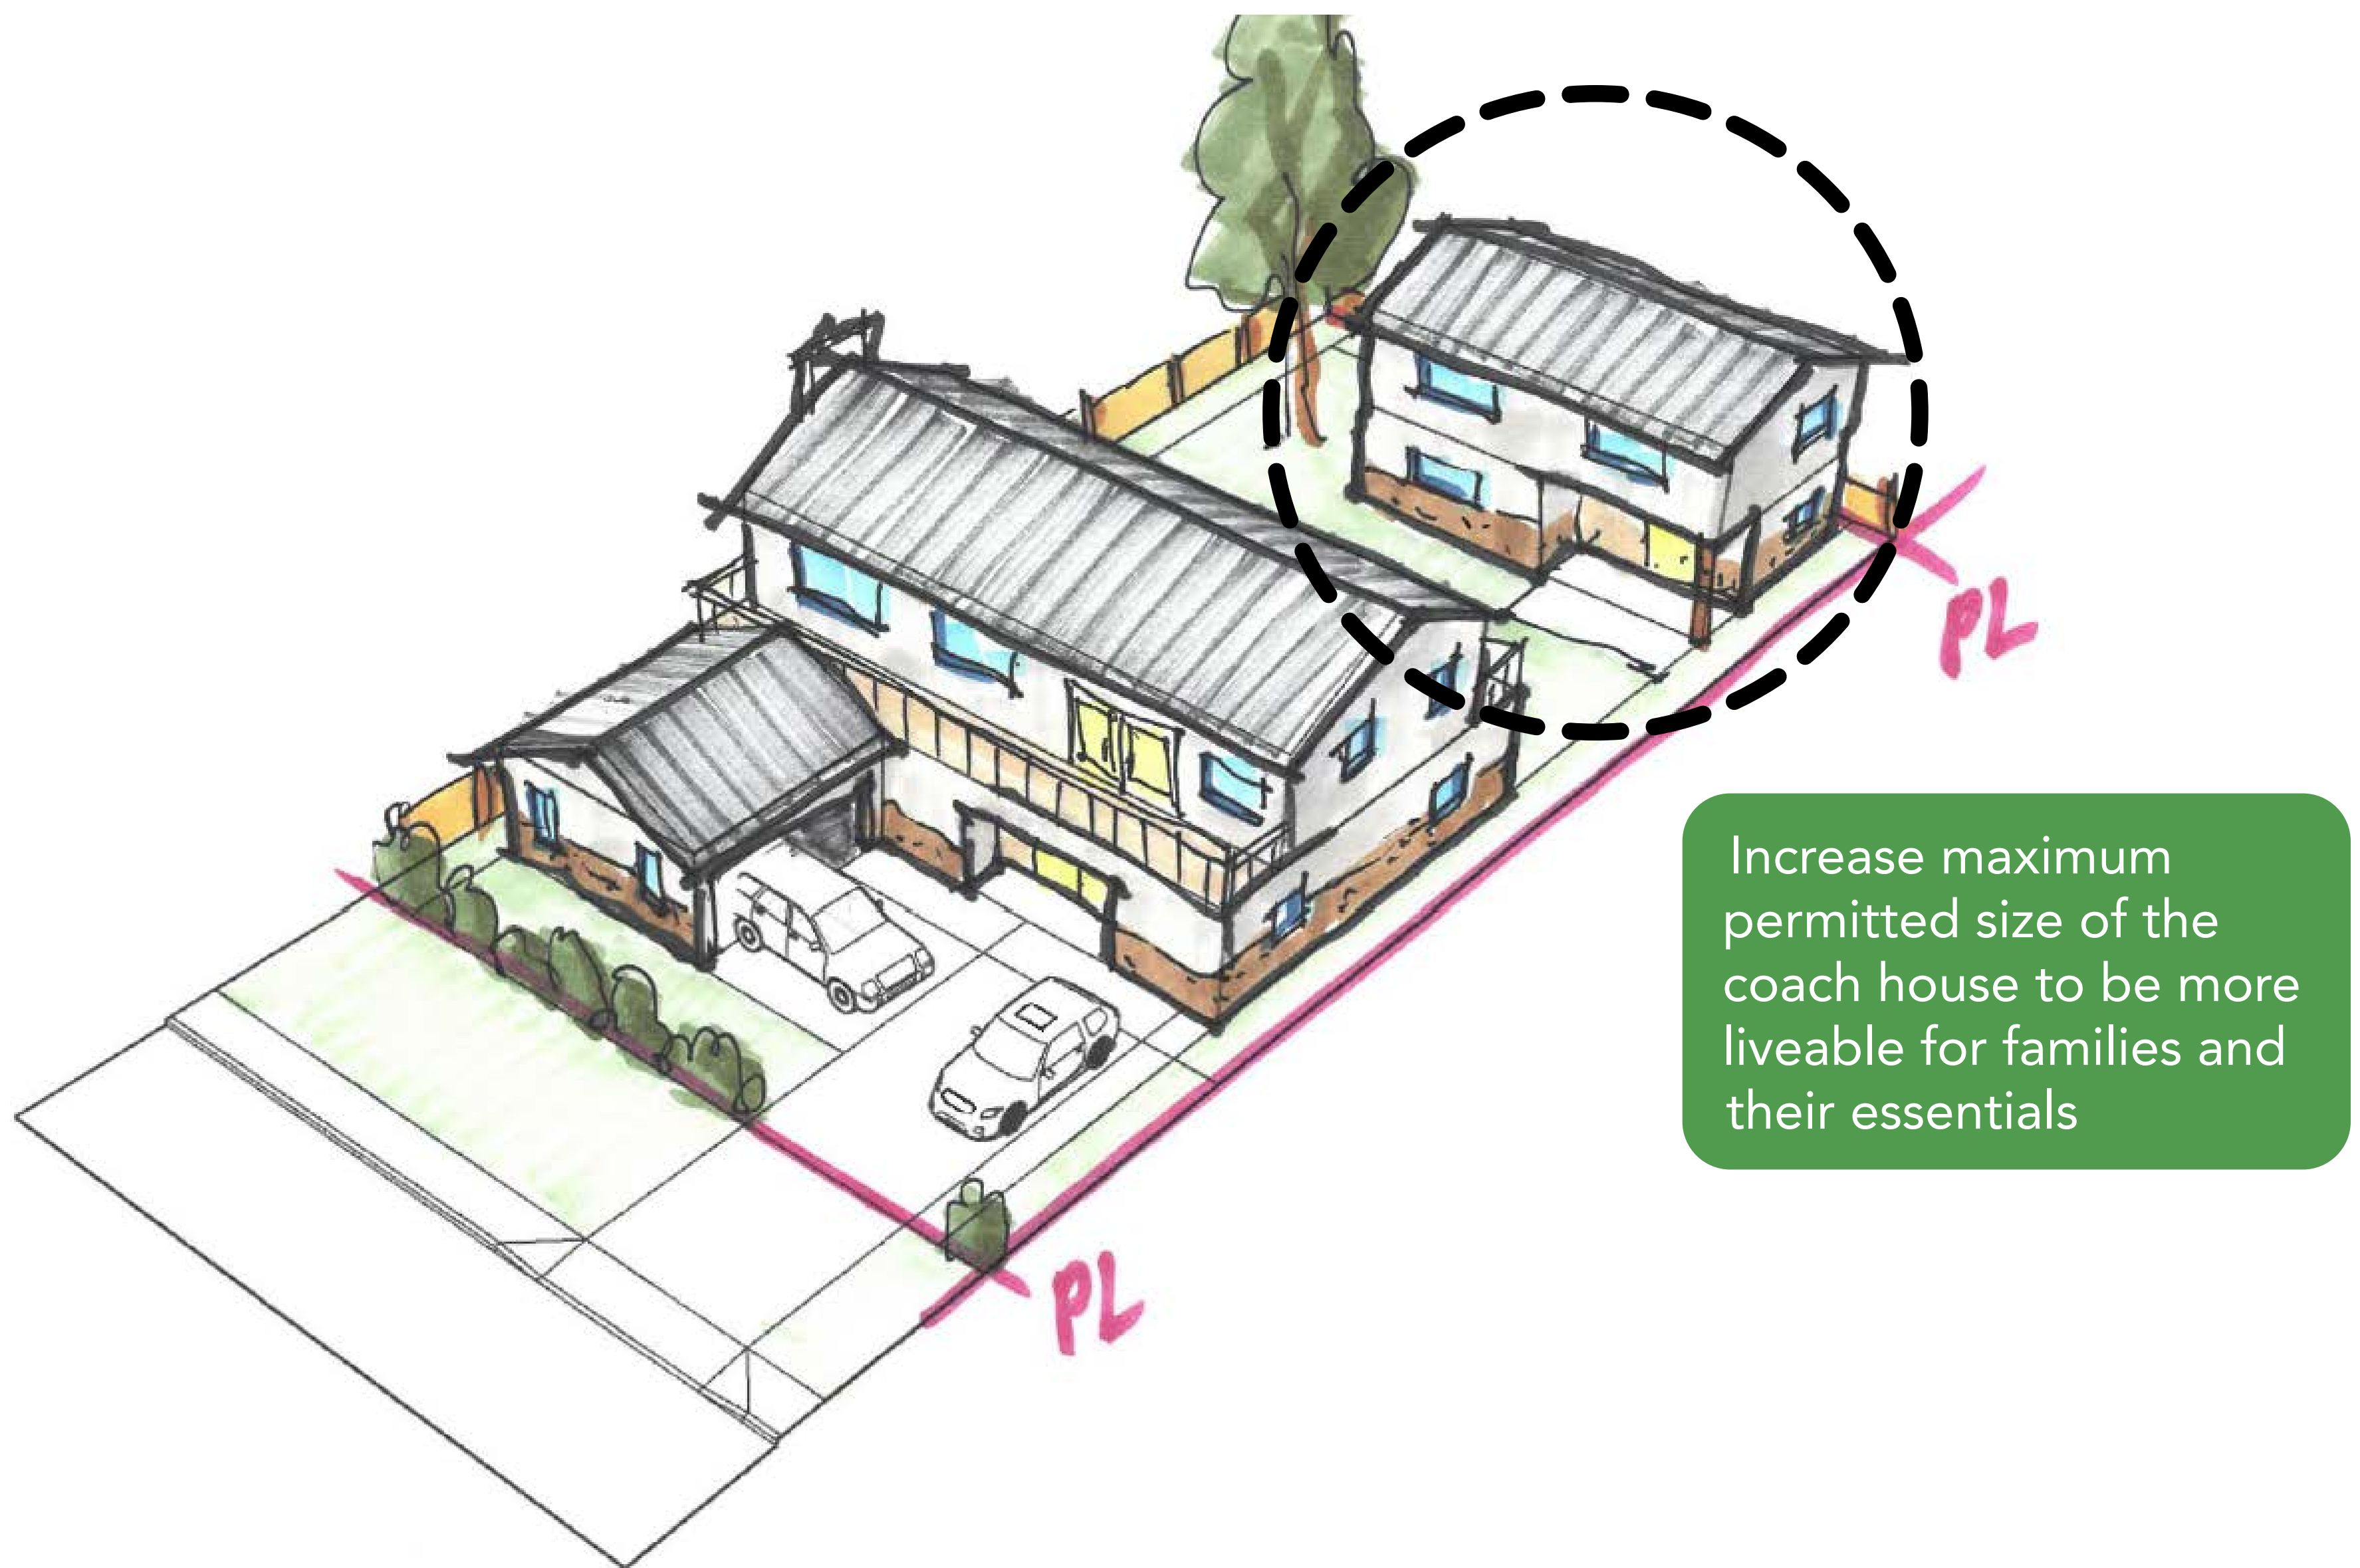 PL
Increase maximum
permitted size of the
coach house to be more
liveable for families and
their essentials
PL